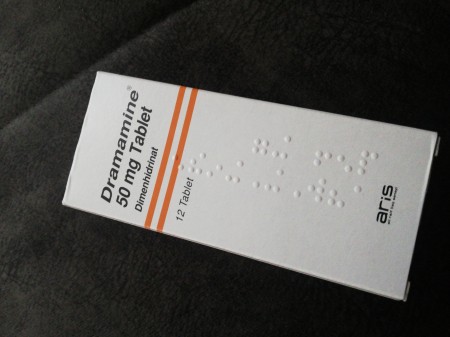 Dramamine®
50 mg Tablet
Dimenhidrinat
12 Tablet
aris